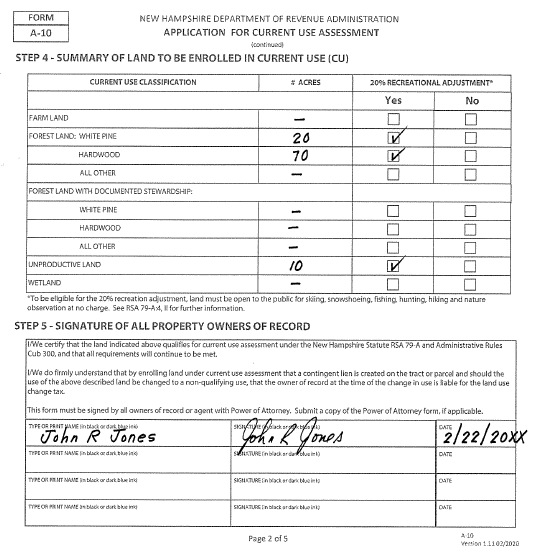 FORM
A-10
NEW HAMPSHIRE DEPARTMENT OF REVENUE ADMINISTRATION
APPLICATION FOR CURRENT USE ASSESSMENT
(continued)
STEP 4 - SUMMARY OF LAND TO BE ENROLLED IN CURRENT USE (CU)
CURRENT USE CLASSIFICATION # ACRES 20% RECREATIONAL ADJUSTMENT*
Yes No
FARM LAND –
FOREST LAND: WHITE PINE 20 ✓
HARDWOOD 70 ✓
ALL OTHER –
FOREST LAND WITH DOCUMENTED STEWARDSHIP:
WHITE PINE –
HARDWOOD –
ALL OTHER –
UNPRODUCTIVE LAND 10 ✓
WETLAND –
*To be eligible for the 20% recreation adjustment, land must be open to the public for skiing, snowshoeing, fishing, hunting, hiking and nature
observation at no charge. See RSA 79-A:4, II for further information.
STEP 5 - SIGNATURE OF ALL PROPERTY OWNERS OF RECORD
I/We certify that the land indicated above qualifies for current use assessment under the New Hampshire Statute RSA 79-A and Administrative Rules
Cub 300, and that all requirements will continue to be met.
I/We do firmly understand that by enrolling land under current use assessment that a contingent lien is created on the tract or parcel and should the
use of the above described land be changed to a non-qualifying use, that the owner of record at the time of the change in use is liable for the land use
change tax.
This form must be signed by all owners of record or agent with Power of Attorney. Submit a copy of the Power of Attorney form, if applicable.
TYPE OR PRINT NAME (in black or dark blue ink) SIGNATURE (in black or dark blue ink) DATE
John R Jones John R Jones 2/22/20XX
TYPE OR PRINT NAME (in black or dark blue ink) SIGNATURE (in black or dark blue ink) DATE
TYPE OR PRINT NAME (in black or dark blue ink) SIGNATURE (in black or dark blue ink) DATE
TYPE OR PRINT NAME (in black or dark blue ink) SIGNATURE (in black or dark blue ink) DATE
Page 2 of 5
A-10
Version 1.11 02/2020